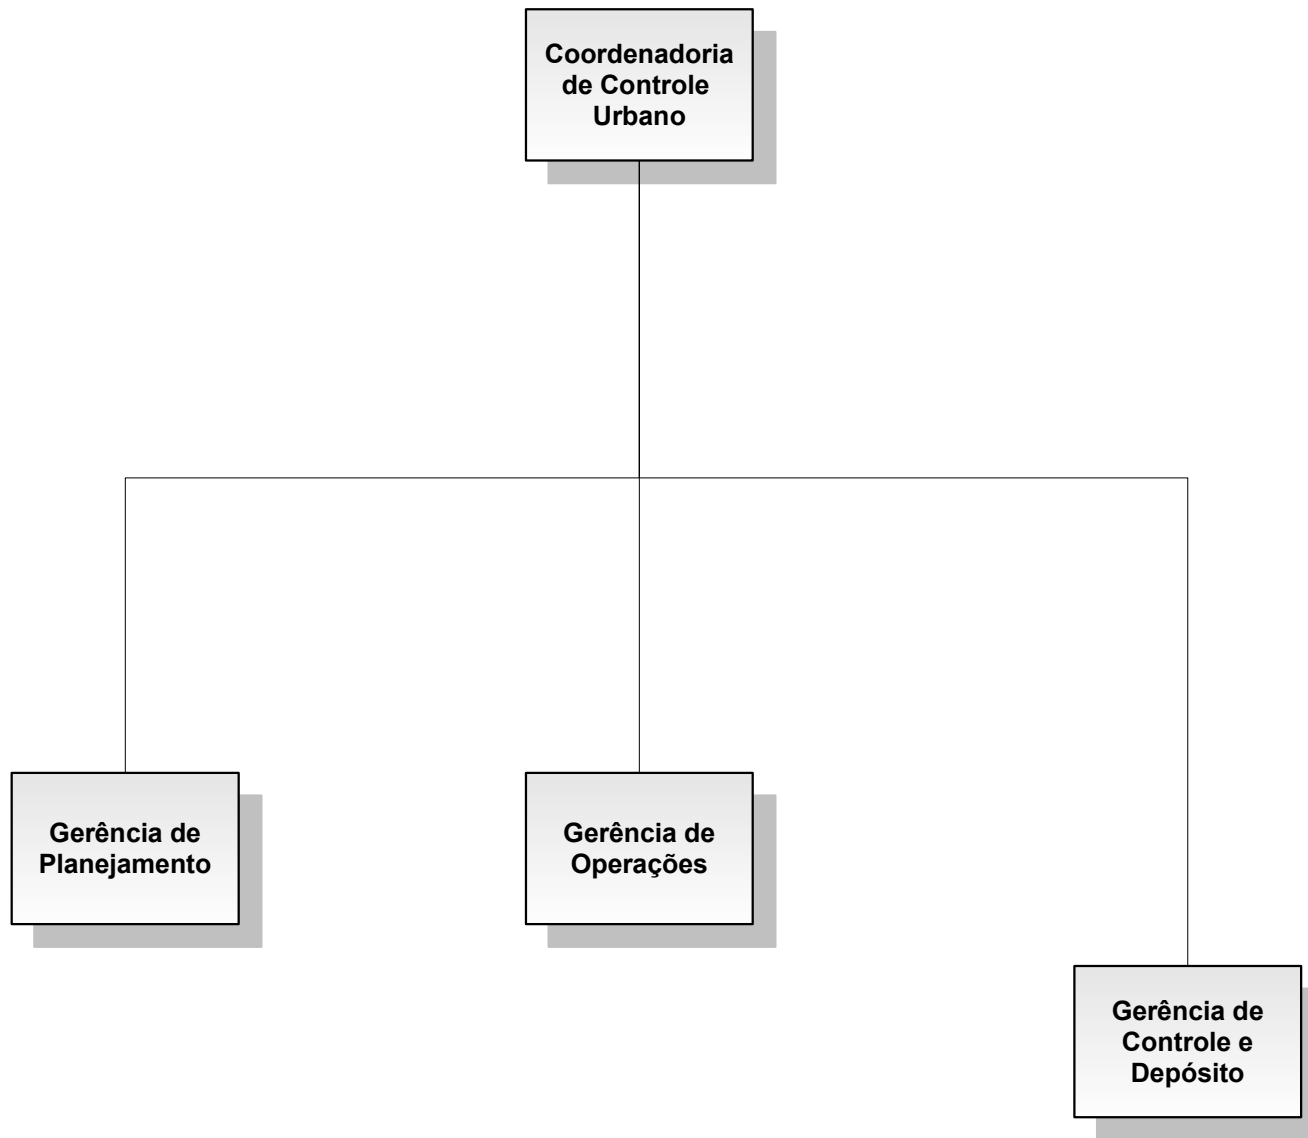 Coordenadoria
de Controle
Urbano
Gerência de
Planejamento
Gerência de
Operações
Gerência de
Controle e
Depósito